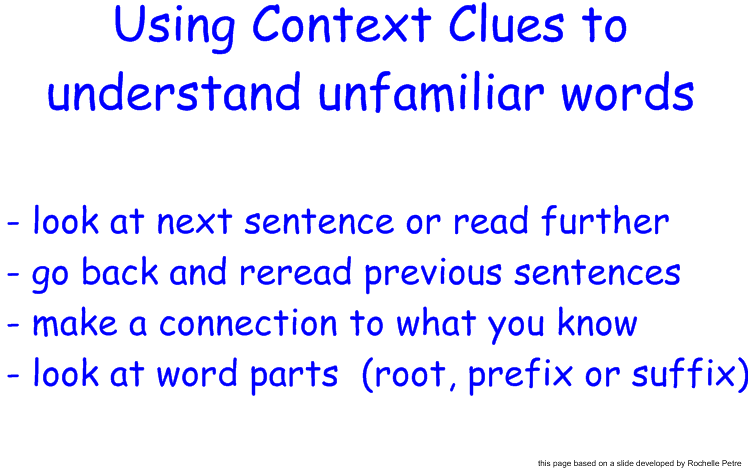 Using Context Clues to
understand unfamiliar words
- look at next sentence or read further
- go back and reread previous sentences
- make a connection to what you know
- look at word parts  (root, prefix or suffix)
this page based on a slide developed by Rochelle Petre